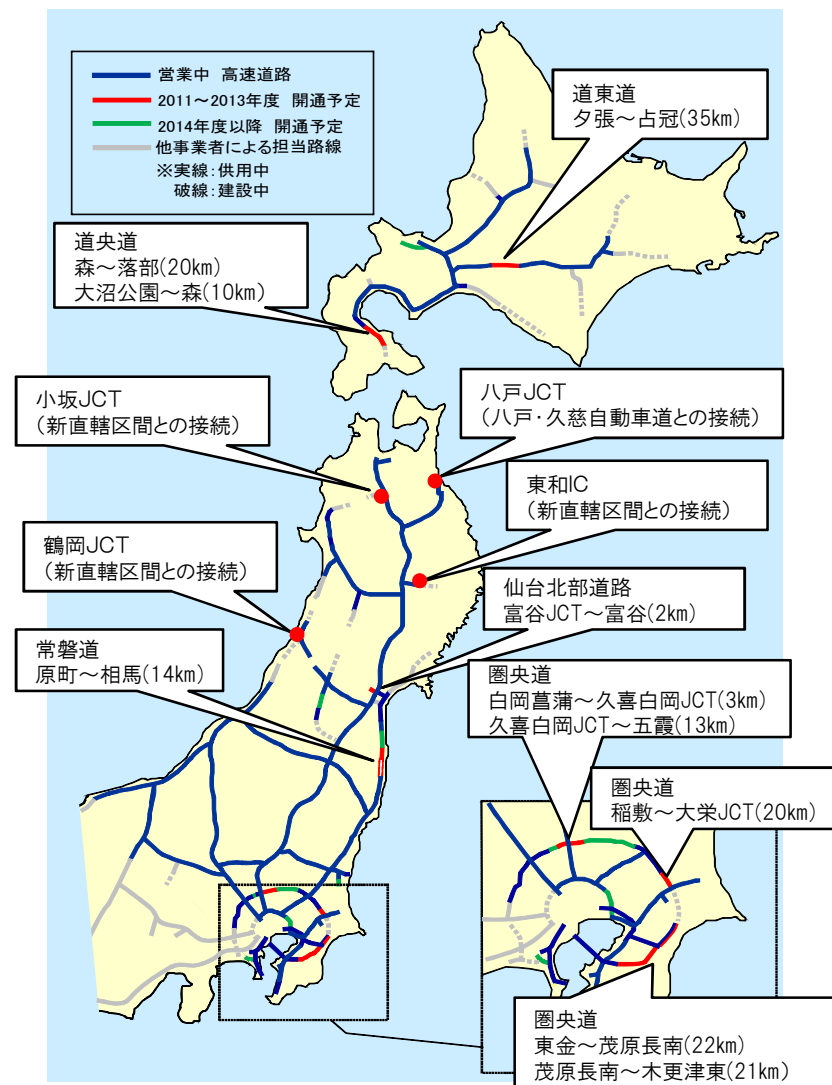 営業中 高速道路
2011～2013年度 開通予定
2014年度以降 開通予定
他事業者による担当路線
※実線:供用中
破線:建設中
道東道
夕張～占冠(35km)
道央道
森～落部(20km)
大沼公園～森(10km)
小坂JCT
(新直轄区間との接続)
八戸JCT
(八戸・久慈自動車道との接続)
東和IC
(新直轄区間との接続)
鶴岡JCT
(新直轄区間との接続)
仙台北部道路
富谷JCT～富谷(2km)
常磐道
原町～相馬(14km)
圏央道
白岡菖蒲～久喜白岡JCT(3km)
久喜白岡JCT～五霞(13km)
圏央道
稲敷～大栄JCT(20km)
圏央道
東金～茂原長南(22km)
茂原長南～木更津東(21km)